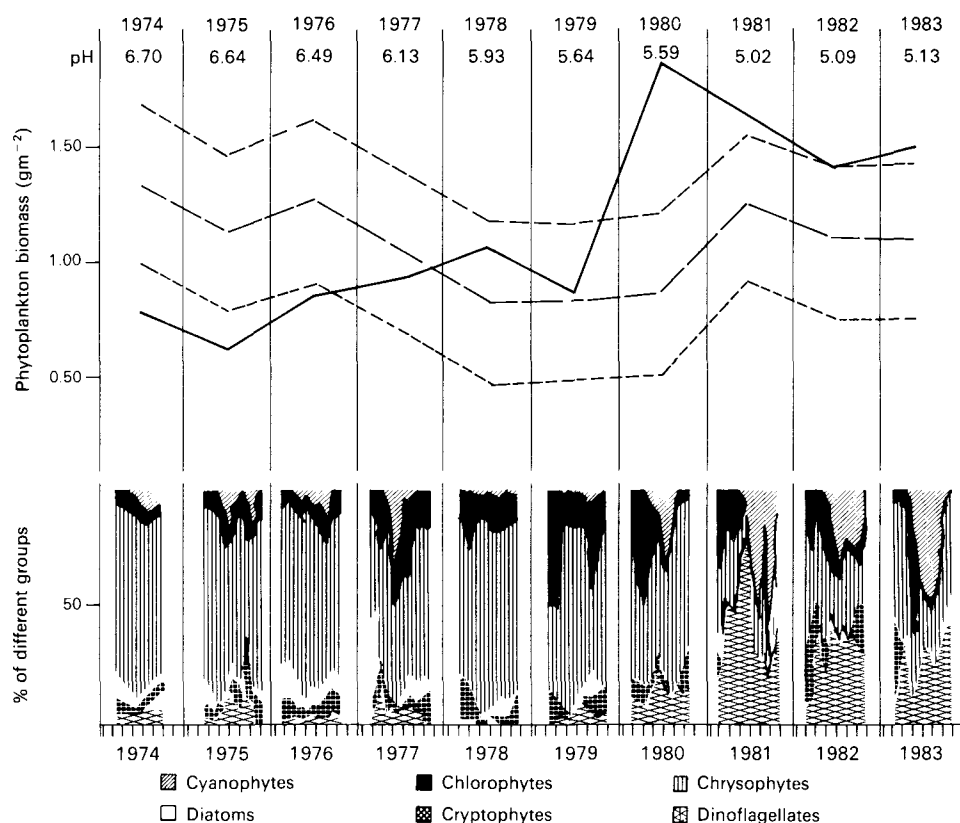 1974 1975 1976 1977 1978 1979 1980 1981 1982 1983
pH 6.70 6.64 6.49 6.13 5.93 5.64 5.59 5.02 5.09 5.13
Phytoplankton biomass (gm⁻²)
1.50
1.00
0.50
% of different groups
50
1974 1975 1976 1977 1978 1979 1980 1981 1982 1983
Cyanophytes Chlorophytes Chrysophytes
Diatoms Cryptophytes Dinoflagellates